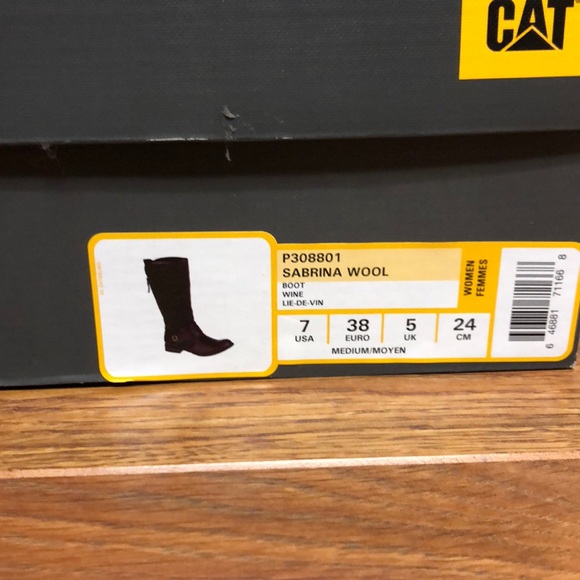 CAT
P308801
SABRINA WOOL
BOOT
WINE
LIE-DE-VIN
WOMEN
FEMMES
7 38 5 24
USA EURO UK CM
MEDIUM/MOYEN
6 46881 71166 8